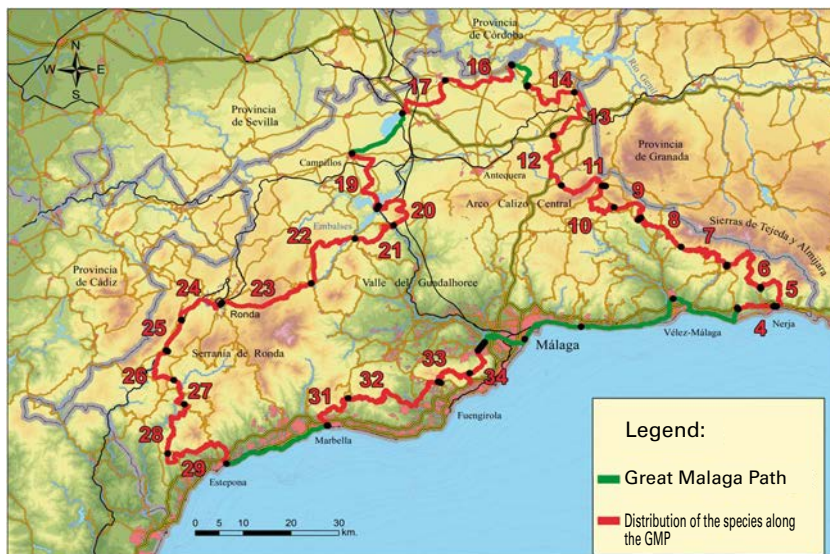 Provincia
de Córdoba
N
W E
S
17
16
14
13
Río Genil
Provincia
de Sevilla
Provincia
de Granada
Campillos
Antequera
12
11
19
Arco Calizo Central
10
9
20
8
7
Sierras de Tejeda y Almijara
Embalses
22
21
6
5
4
Provincia
de Cádiz
Valle del Guadalhorce
24
23
Ronda
Vélez-Málaga
Nerja
25
Málaga
Serranía de Ronda
26
33
34
27
31
32
Fuengirola
28
Marbella
29
Estepona
0 5 10 20 30
km.
Legend:
Great Malaga Path
Distribution of the species along
the GMP